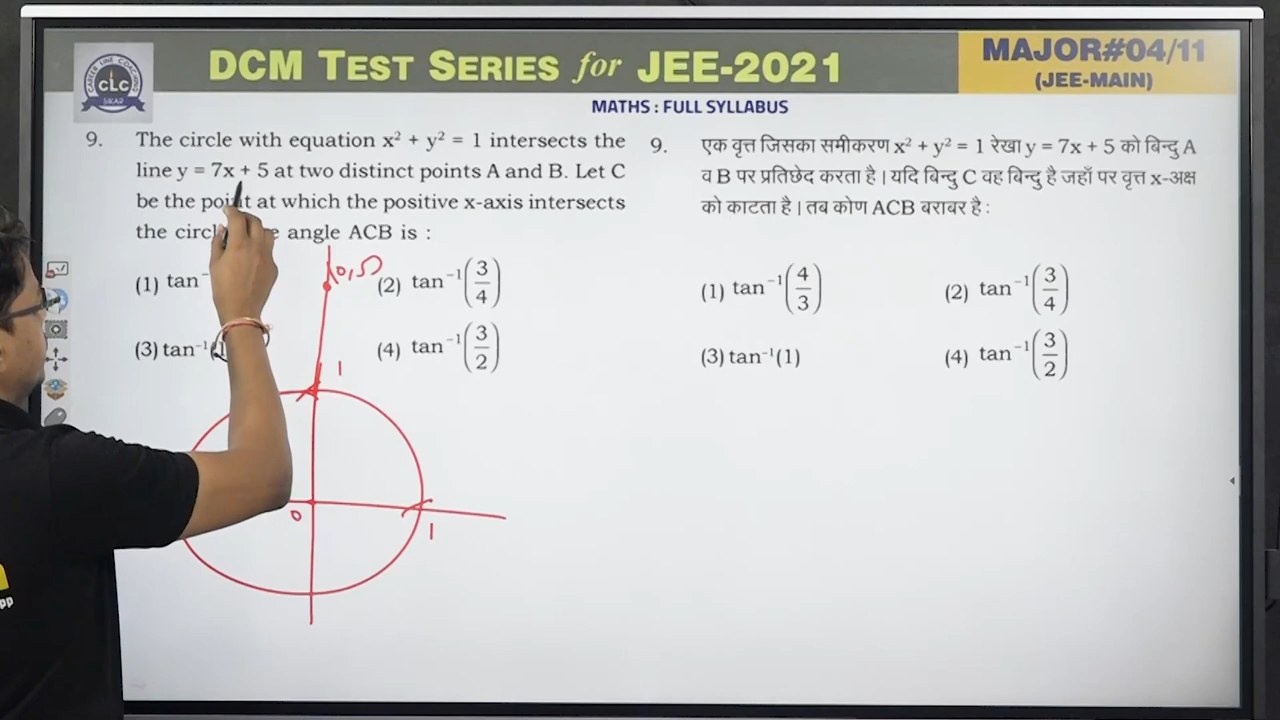 DCM TEST SERIES for JEE-2021
MAJOR#04/11
(JEE-MAIN)
CLC
SIKAR
MATHS : FULL SYLLABUS
9. The circle with equation x² + y² = 1 intersects the
line y = 7x + 5 at two distinct points A and B. Let C
be the point at which the positive x-axis intersects
the angle ACB is :
(1) tan⁻
(2) tan⁻¹(3/4)
(3) tan⁻¹(
(4) tan⁻¹(3/2)
9. एक वृत्त जिसका समीकरण x² + y² = 1 रेखा y = 7x + 5 को बिन्दु A
व B पर प्रतिछेद करता है। यदि बिन्दु C वह बिन्दु है जहाँ पर वृत्त x-अक्ष
को काटता है। तब कोण ACB बराबर है :
(1) tan⁻¹(4/3)
(2) tan⁻¹(3/4)
(3) tan⁻¹(1)
(4) tan⁻¹(3/2)
1
0
1